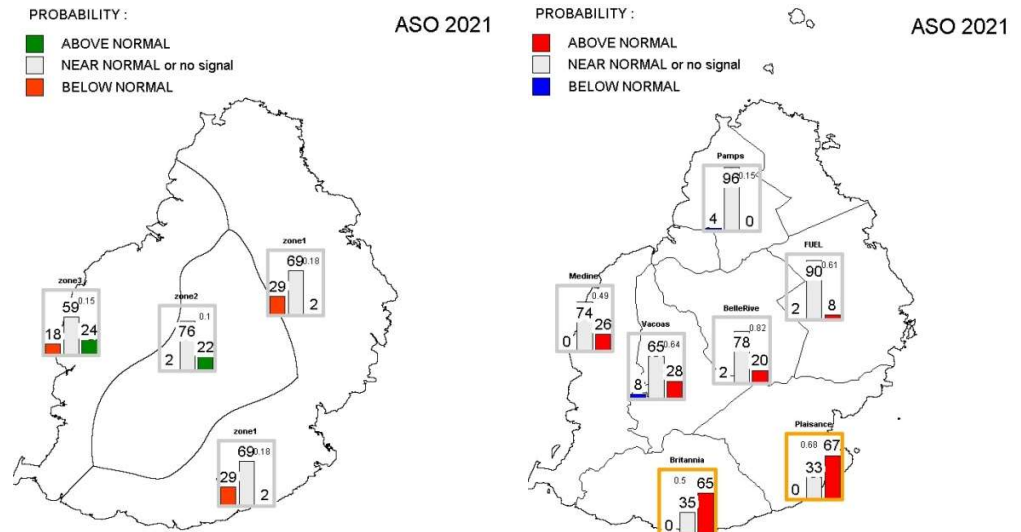 PROBABILITY :
ASO 2021
ABOVE NORMAL
NEAR NORMAL or no signal
BELOW NORMAL
zone1
69 0.18
29
2
zone3
59 0.15
18
24
zone2
0.1
76
2
22
zone1
69 0.18
29
2
PROBABILITY :
ASO 2021
ABOVE NORMAL
NEAR NORMAL or no signal
BELOW NORMAL
Pamps
96 0.15
4
0
FUEL
0.61
90
2
8
Medine
0.49
74
0
26
Vacoas
65 0.64
8
28
BelleRive
0.82
78
2
20
Plaisance
0.68
67
33
0
Britannia
0.5
65
35
0